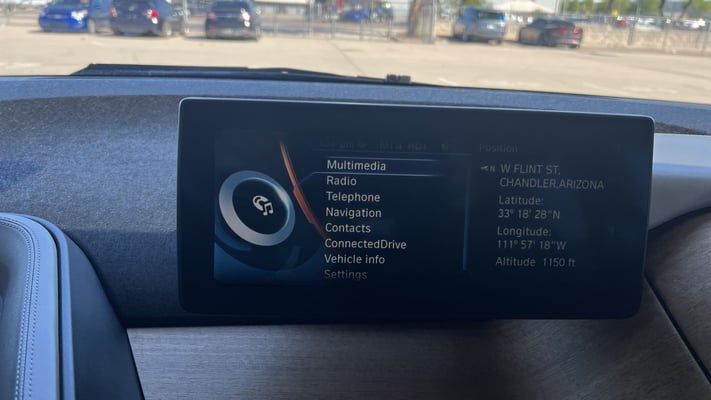 Position
Multimedia
Radio
Telephone
Navigation
Contacts
ConnectedDrive
Vehicle info
Settings
N W FLINT ST,
CHANDLER,ARIZONA
Latitude:
33° 18' 28"N
Longitude:
111° 57' 18"W
Altitude 1150 ft